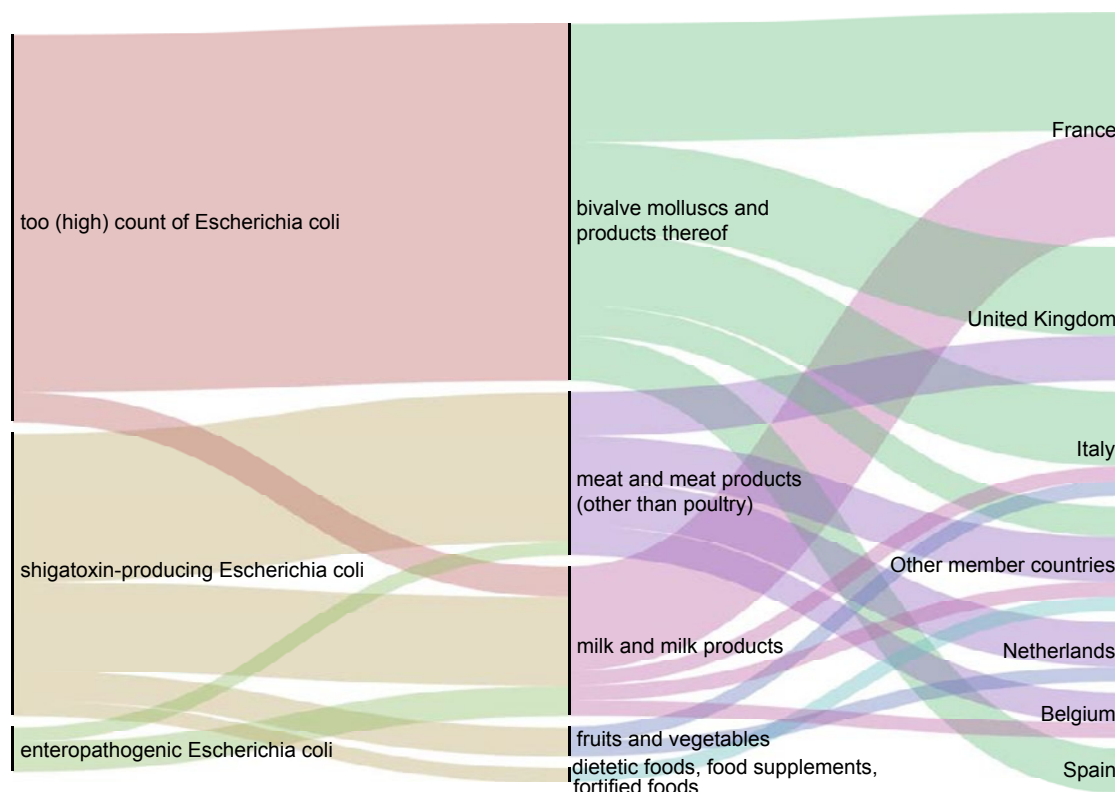 too (high) count of Escherichia coli
shigatoxin-producing Escherichia coli
enteropathogenic Escherichia coli
bivalve molluscs and
products thereof
meat and meat products
(other than poultry)
milk and milk products
fruits and vegetables
dietetic foods, food supplements,
fortified foods
France
United Kingdom
Italy
Other member countries
Netherlands
Belgium
Spain